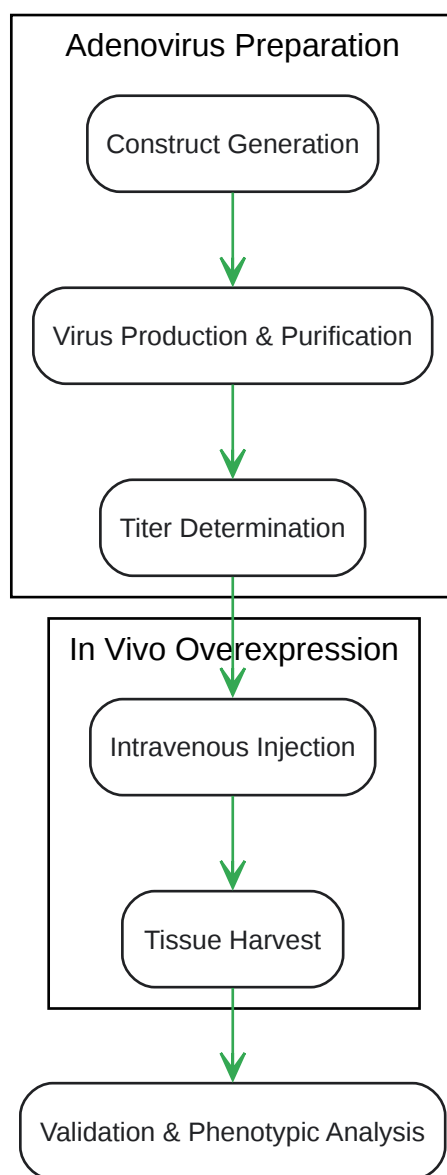 Adenovirus Preparation
Construct Generation
Virus Production & Purification
Titer Determination
In Vivo Overexpression
Intravenous Injection
Tissue Harvest
Validation & Phenotypic Analysis